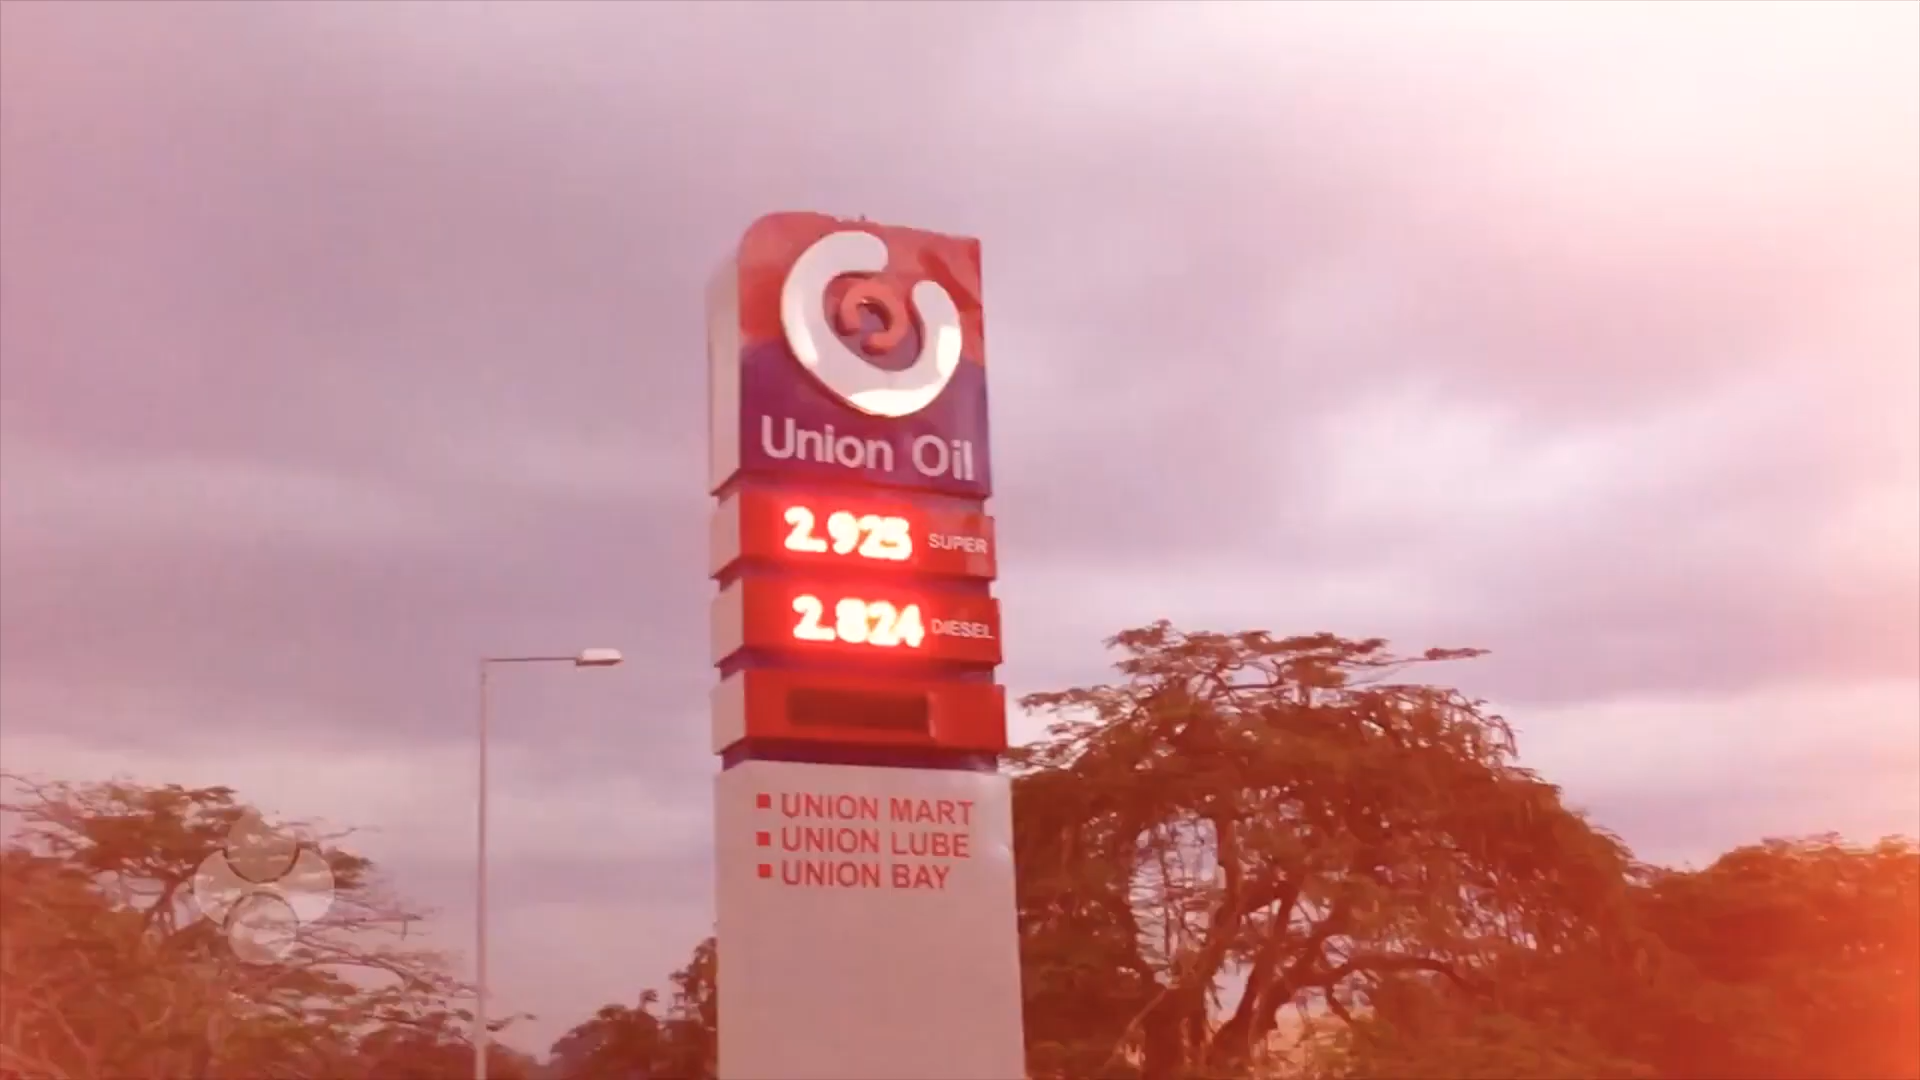 Union Oil
2.925 SUPER
2.824 DIESEL
UNION MART
UNION LUBE
UNION BAY